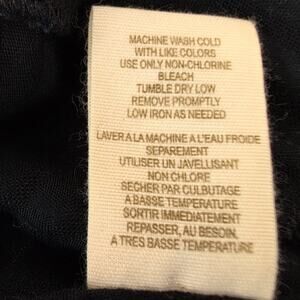 MACHINE WASH COLD
WITH LIKE COLORS
USE ONLY NON-CHLORINE
BLEACH
TUMBLE DRY LOW
REMOVE PROMPTLY
LOW IRON AS NEEDED
LAVER A LA MACHINE A L'EAU FROIDE
SEPAREMENT
UTILISER UN JAVELLISANT
NON CHLORE
SECHER PAR CULBUTAGE
A BASSE TEMPERATURE
SORTIR IMMEDIATEMENT
REPASSER, AU BESOIN,
A TRES BASSE TEMPERATURE